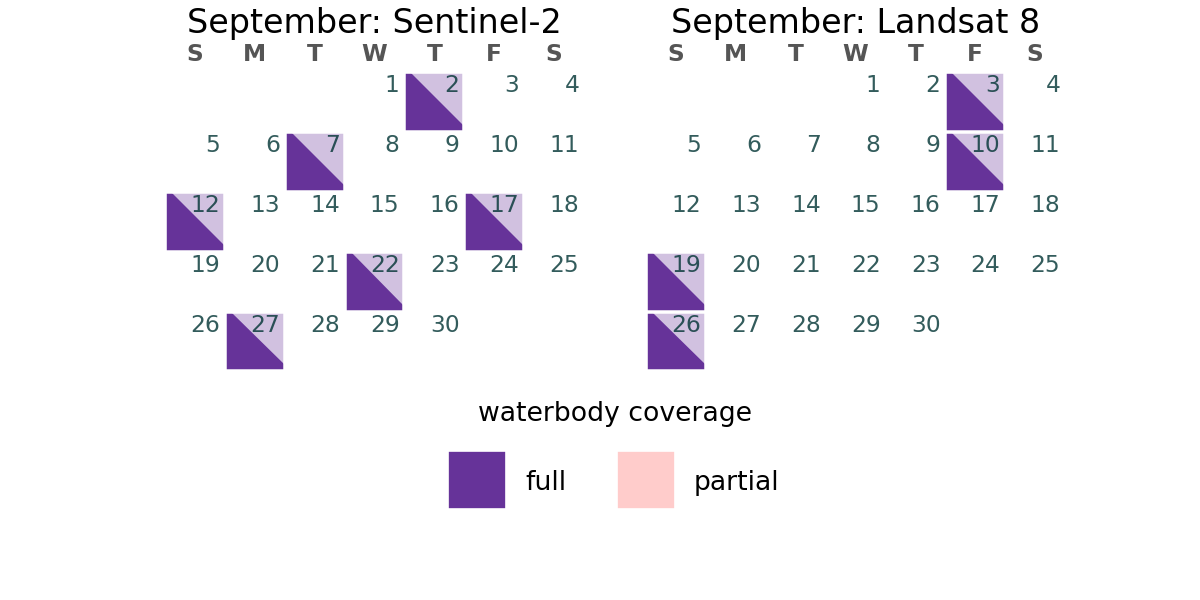 September: Sentinel-2
S M T W T F S
1 2 3 4
5 6 7 8 9 10 11
12 13 14 15 16 17 18
19 20 21 22 23 24 25
26 27 28 29 30
September: Landsat 8
S M T W T F S
1 2 3 4
5 6 7 8 9 10 11
12 13 14 15 16 17 18
19 20 21 22 23 24 25
26 27 28 29 30
waterbody coverage
full partial